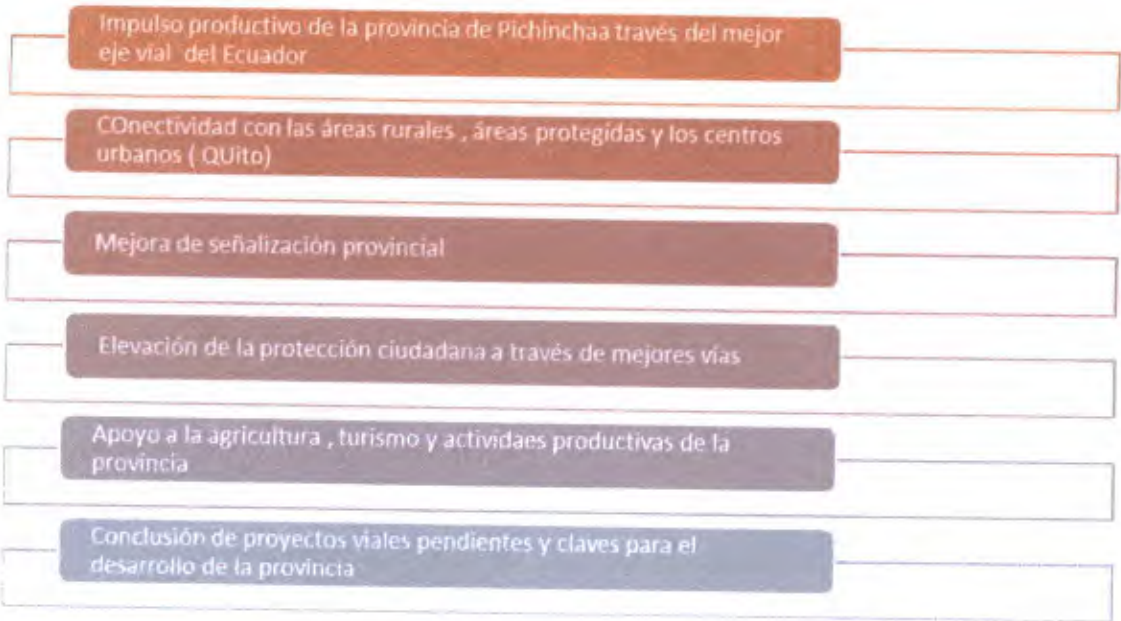 Impulso productivo de la provincia de Pichinchaa través del mejor
eje vial del Ecuador
COnectividad con las áreas rurales , áreas protegidas y los centros
urbanos ( QUito)
Mejora de señalización provincial
Elevación de la protección ciudadana a través de mejores vías
Apoyo a la agricultura , turismo y actividaes productivas de la
provincia
Conclusión de proyectos viales pendientes y claves para el
desarrollo de la provincia